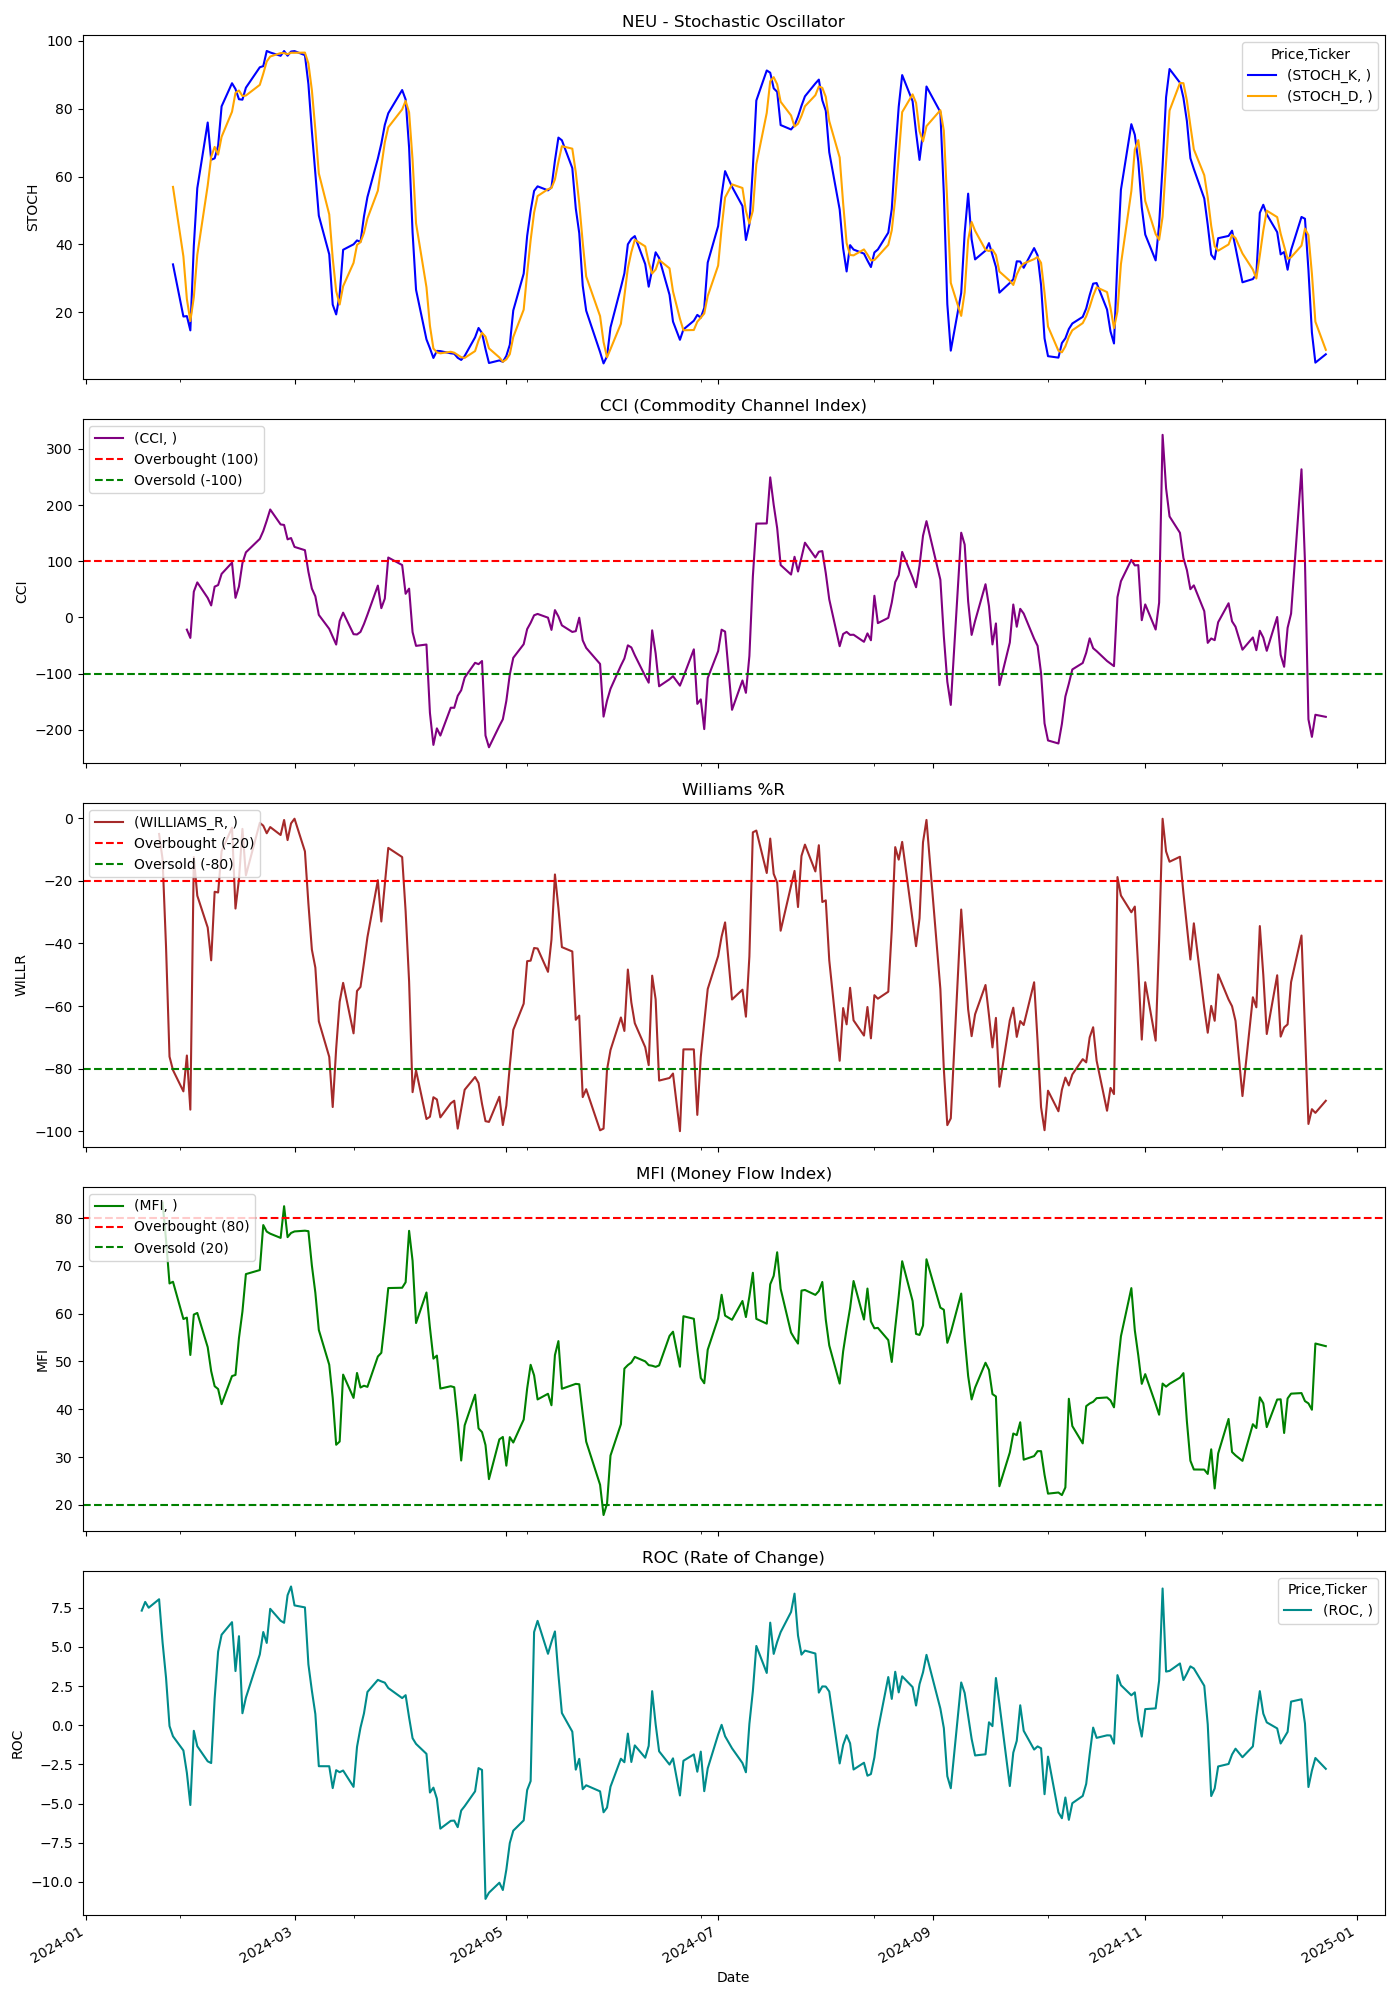 NEU - Stochastic Oscillator
100
80
60
40
20
STOCH
Price,Ticker
(STOCH_K, )
(STOCH_D, )
CCI (Commodity Channel Index)
300
200
100
0
−100
−200
CCI
(CCI, )
Overbought (100)
Oversold (-100)
Williams %R
0
−20
−40
−60
−80
−100
WILLR
(WILLIAMS_R, )
Overbought (-20)
Oversold (-80)
MFI (Money Flow Index)
80
70
60
50
40
30
20
MFI
(MFI, )
Overbought (80)
Oversold (20)
ROC (Rate of Change)
7.5
5.0
2.5
0.0
−2.5
−5.0
−7.5
−10.0
ROC
Price,Ticker
(ROC, )
2024-01
2024-03
2024-05
2024-07
2024-09
2024-11
2025-01
Date